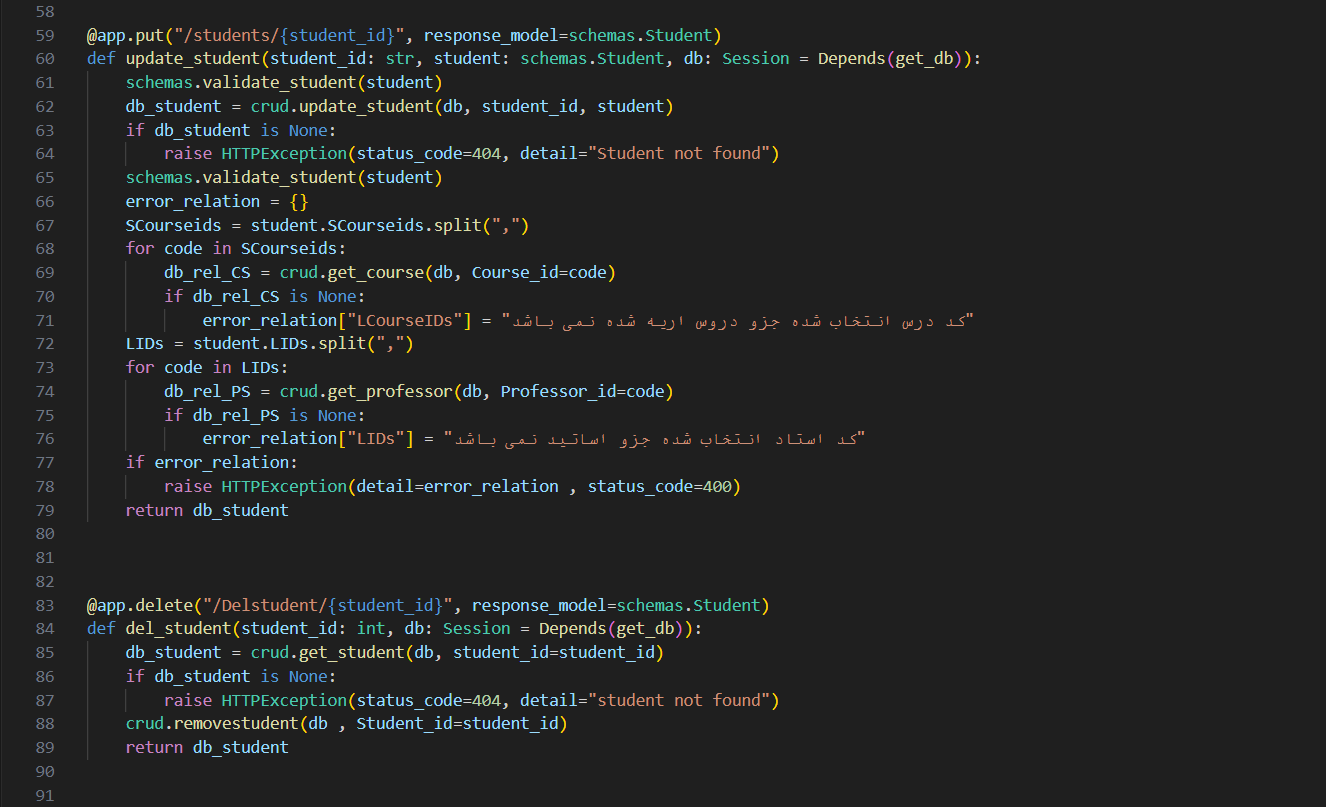 58
59 @app.put("/students/{student_id}", response_model=schemas.Student)
60 def update_student(student_id: str, student: schemas.Student, db: Session = Depends(get_db)):
61     schemas.validate_student(student)
62     db_student = crud.update_student(db, student_id, student)
63     if db_student is None:
64         raise HTTPException(status_code=404, detail="Student not found")
65     schemas.validate_student(student)
66     error_relation = {}
67     SCourseids = student.SCourseids.split(",")
68     for code in SCourseids:
69         db_rel_CS = crud.get_course(db, Course_id=code)
70         if db_rel_CS is None:
71             error_relation["LCourseIDs"] = "کد درس انتخاب شده جزو دروس اریه شده نمی باشد"
72     LIDs = student.LIDs.split(",")
73     for code in LIDs:
74         db_rel_PS = crud.get_professor(db, Professor_id=code)
75         if db_rel_PS is None:
76             error_relation["LIDs"] = "کد استاد انتخاب شده جزو اساتید نمی باشد"
77     if error_relation:
78         raise HTTPException(detail=error_relation , status_code=400)
79     return db_student
80
81
82
83 @app.delete("/Delstudent/{student_id}", response_model=schemas.Student)
84 def del_student(student_id: int, db: Session = Depends(get_db)):
85     db_student = crud.get_student(db, student_id=student_id)
86     if db_student is None:
87         raise HTTPException(status_code=404, detail="student not found")
88     crud.removestudent(db , Student_id=student_id)
89     return db_student
90
91